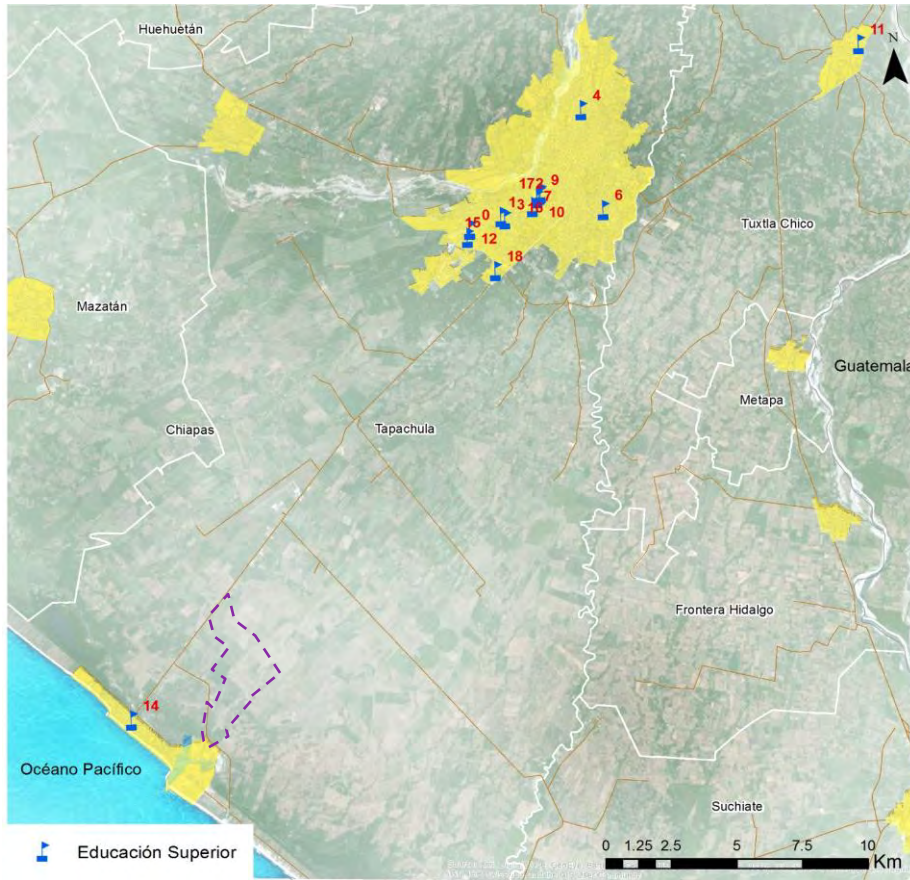 Huehuetán
11
N
4
9
172
7
6
13
10
0
15
12
18
Tuxtla Chico
Mazatán
Guatemala
Metapa
Chiapas
Tapachula
Frontera Hidalgo
14
Océano Pacífico
Suchiate
Educación Superior
0 1.25 2.5 5 7.5 10
Km